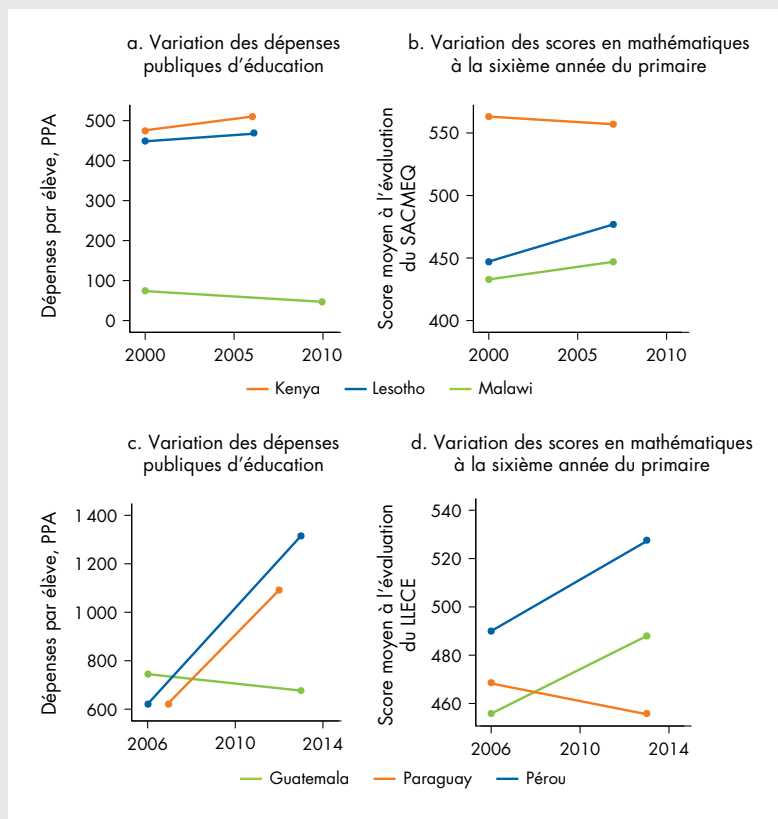 a. Variation des dépenses
publiques d'éducation
Dépenses par élève, PPA
500
400
300
200
100
0
2000 2005 2010
b. Variation des scores en mathématiques
à la sixième année du primaire
Score moyen à l'évaluation
du SACMEQ
550
500
450
400
2000 2005 2010
Kenya Lesotho Malawi
c. Variation des dépenses
publiques d'éducation
Dépenses par élève, PPA
1 400
1 200
1 000
800
600
2006 2010 2014
d. Variation des scores en mathématiques
à la sixième année du primaire
Score moyen à l'évaluation
du LLECE
540
520
500
480
460
2006 2010 2014
Guatemala Paraguay Pérou